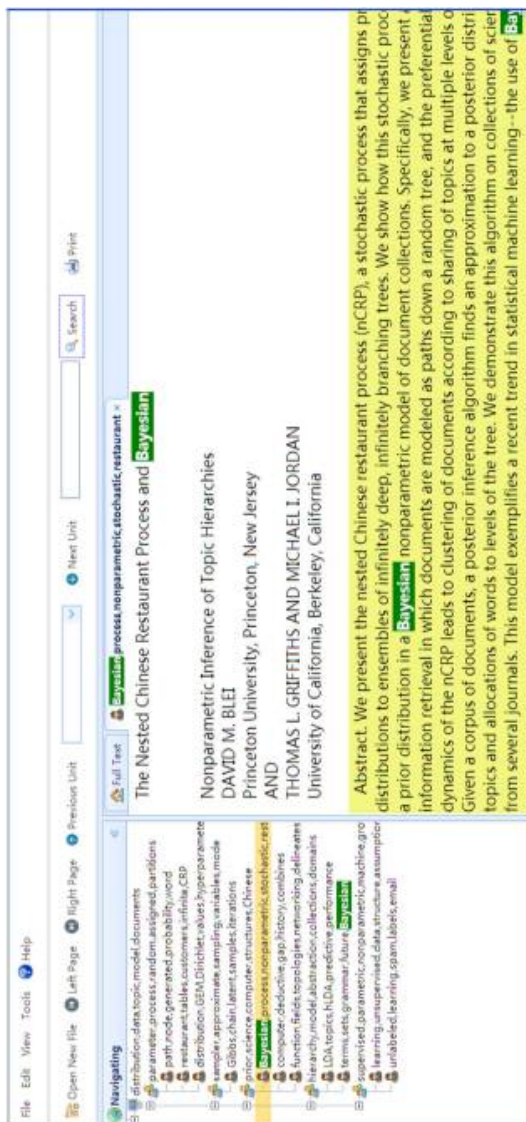 File Edit View Tools Help
Open New File Left Page Right Page Previous Unit Next Unit Search Print
Navigating «
distribution,data,topic,model,documents
parameter,process,random,assigned,partitions
path,node,generated,probability,word
restaurant,tables,customers,infinite,CRP
distribution,GEM,Dirichlet,values,hyperparamete
sampler,approximate,sampling,variables,mode
Gibbs,chain,latent,samples,iterations
prior,science,computer,structures,Chinese
Bayesian,process,nonparametric,stochastic,rest
computer,deductive,gap,history,combines
function,fields,topologies,networking,delineates
hierarchy,model,abstraction,collections,domains
LDA,topics,hLDA,predictive,performance
terms,sets,grammar,future,Bayesian
supervised,parametric,nonparametric,machine,gro
learning,unsupervised,data,structure,assumption
unlabeled,learning,spam,labels,email
Full Text Bayesian,process,nonparametric,stochastic,restaurant ×
The Nested Chinese Restaurant Process and Bayesian
Nonparametric Inference of Topic Hierarchies
DAVID M. BLEI
Princeton University, Princeton, New Jersey
AND
THOMAS L. GRIFFITHS AND MICHAEL I. JORDAN
University of California, Berkeley, California
Abstract. We present the nested Chinese restaurant process (nCRP), a stochastic process that assigns pr
distributions to ensembles of infinitely deep, infinitely branching trees. We show how this stochastic proc
a prior distribution in a Bayesian nonparametric model of document collections. Specifically, we present
information retrieval in which documents are modeled as paths down a random tree, and the preferential
dynamics of the nCRP leads to clustering of documents according to sharing of topics at multiple levels o
Given a corpus of documents, a posterior inference algorithm finds an approximation to a posterior distri
topics and allocations of words to levels of the tree. We demonstrate this algorithm on collections of scien
from several journals. This model exemplifies a recent trend in statistical machine learning--the use of Bay